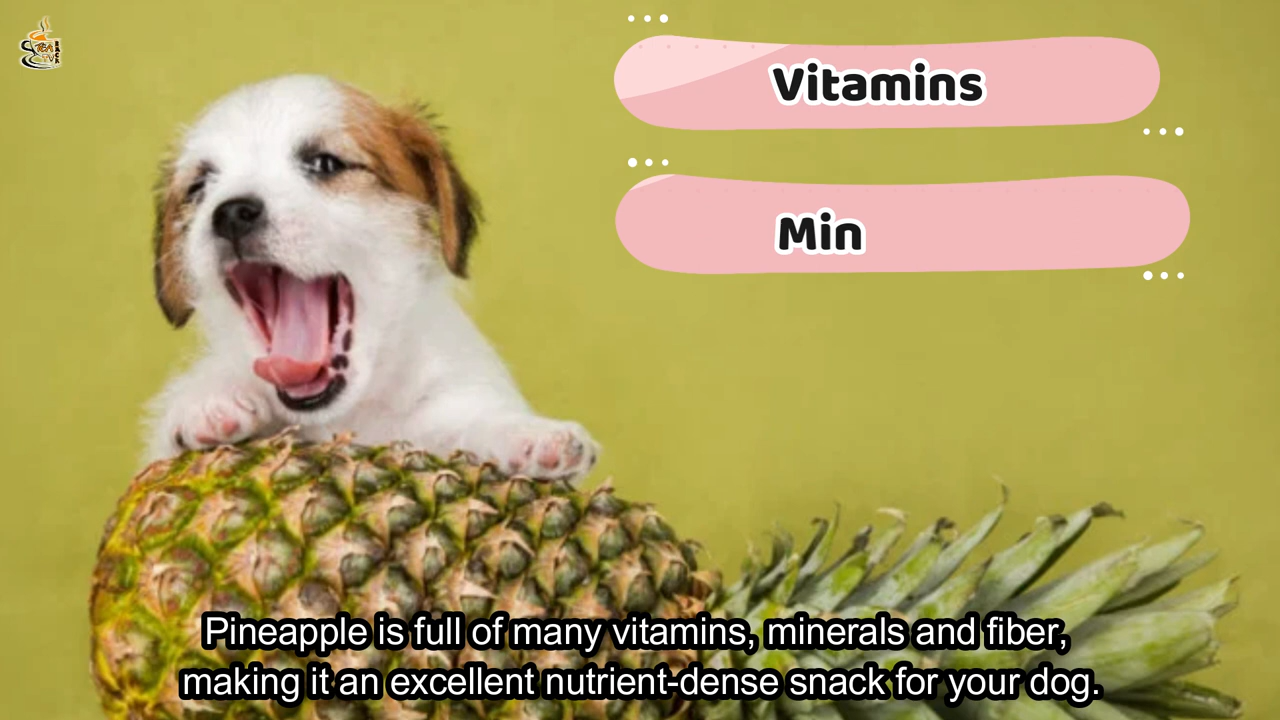 Vitamins
Min
Pineapple is full of many vitamins, minerals and fiber,
making it an excellent nutrient-dense snack for your dog.